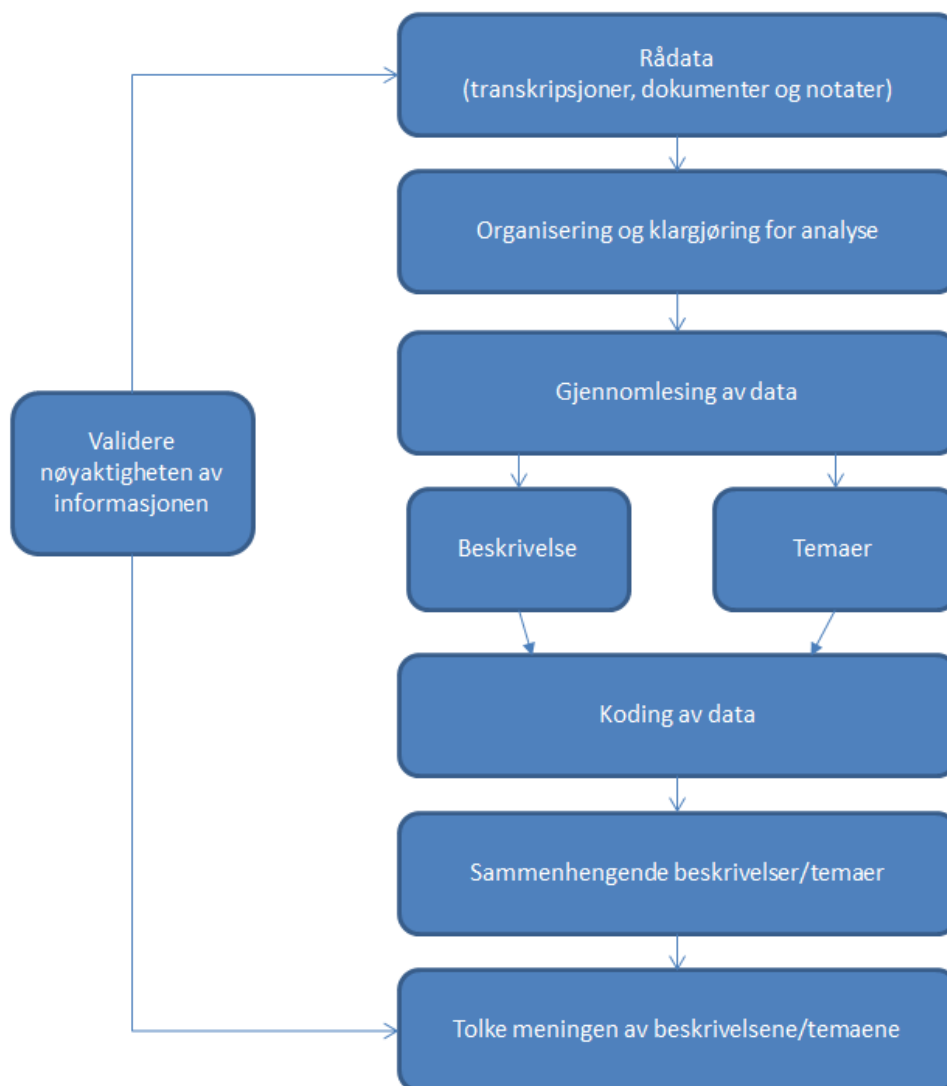 Rådata
(transkripsjoner, dokumenter og notater)
Organisering og klargjøring for analyse
Gjennomlesing av data
Validere
nøyaktigheten av
informasjonen
Beskrivelse
Temaer
Koding av data
Sammenhengende beskrivelser/temaer
Tolke meningen av beskrivelsene/temaene